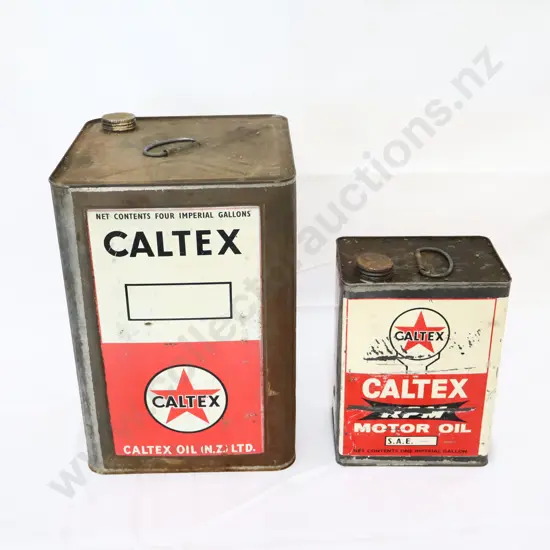 NET CONTENTS FOUR IMPERIAL GALLONS
CALTEX
CALTEX
CALTEX OIL (N.Z.) LTD.
CALTEX
CALTEX
RPM
MOTOR OIL
S.A.E.
NET CONTENTS ONE IMPERIAL GALLON